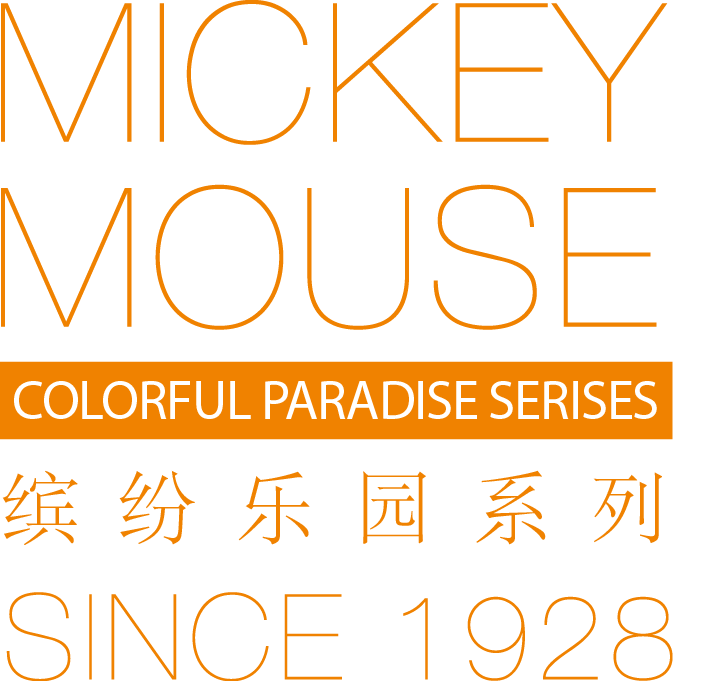 MICKEY
MOUSE
COLORFUL PARADISE SERISES
缤纷乐园系列
SINCE 1928